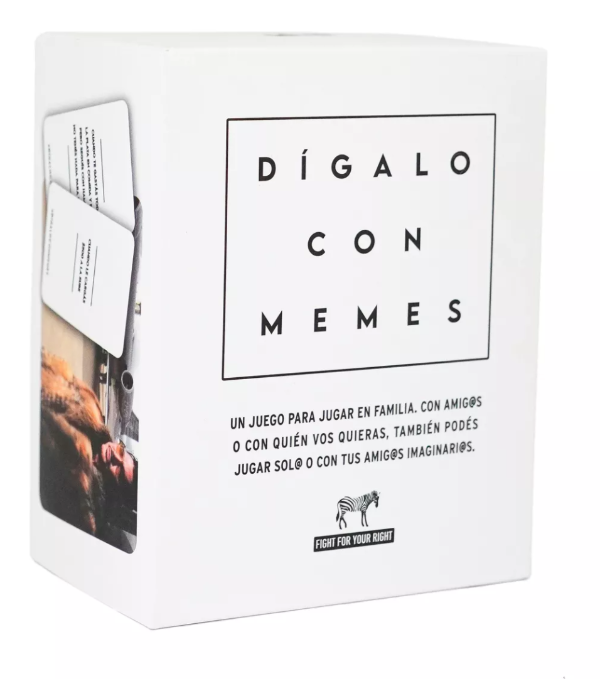 DÍGALO
CON
MEMES
UN JUEGO PARA JUGAR EN FAMILIA. CON AMIG@S
O CON QUIÉN VOS QUIERAS, TAMBIÉN PODÉS
JUGAR SOL@ O CON TUS AMIG@S IMAGINARI@S.
FIGHT FOR YOUR RIGHT